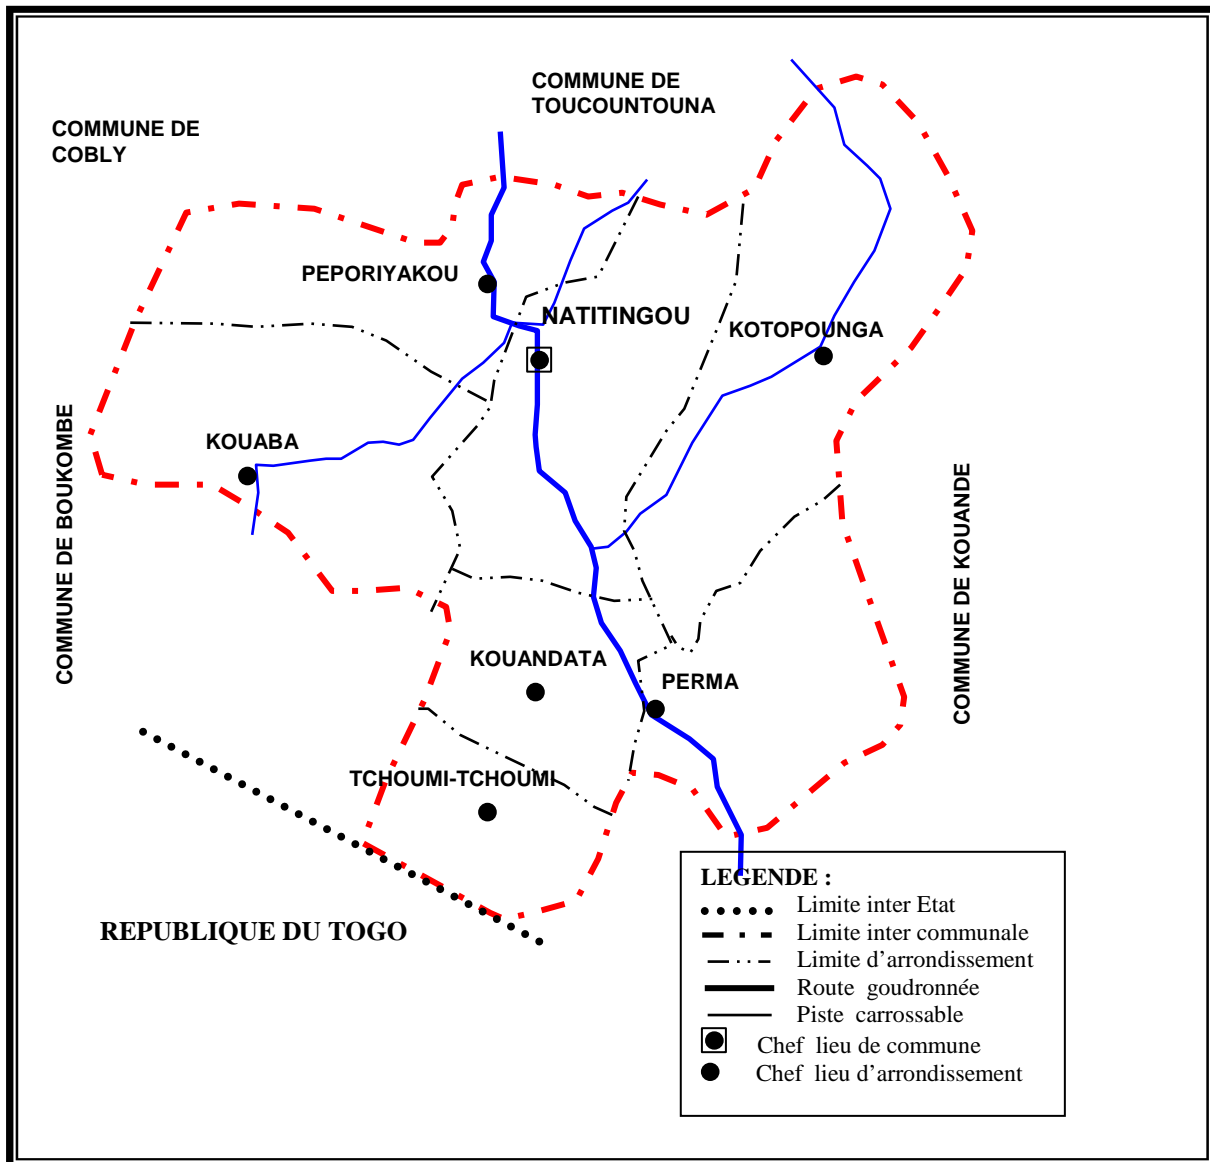 COMMUNE DE
TOUCOUNTOUNA
COMMUNE DE
COBLY
PEPORIYAKOU
NATITINGOU
KOTOPOUNGA
KOUABA
COMMUNE DE BOUKOMBE
COMMUNE DE KOUANDE
KOUANDATA
PERMA
TCHOUMI-TCHOUMI
REPUBLIQUE DU TOGO
LEGENDE :
Limite inter Etat
Limite inter communale
Limite d'arrondissement
Route goudronnée
Piste carrossable
Chef lieu de commune
Chef lieu d'arrondissement